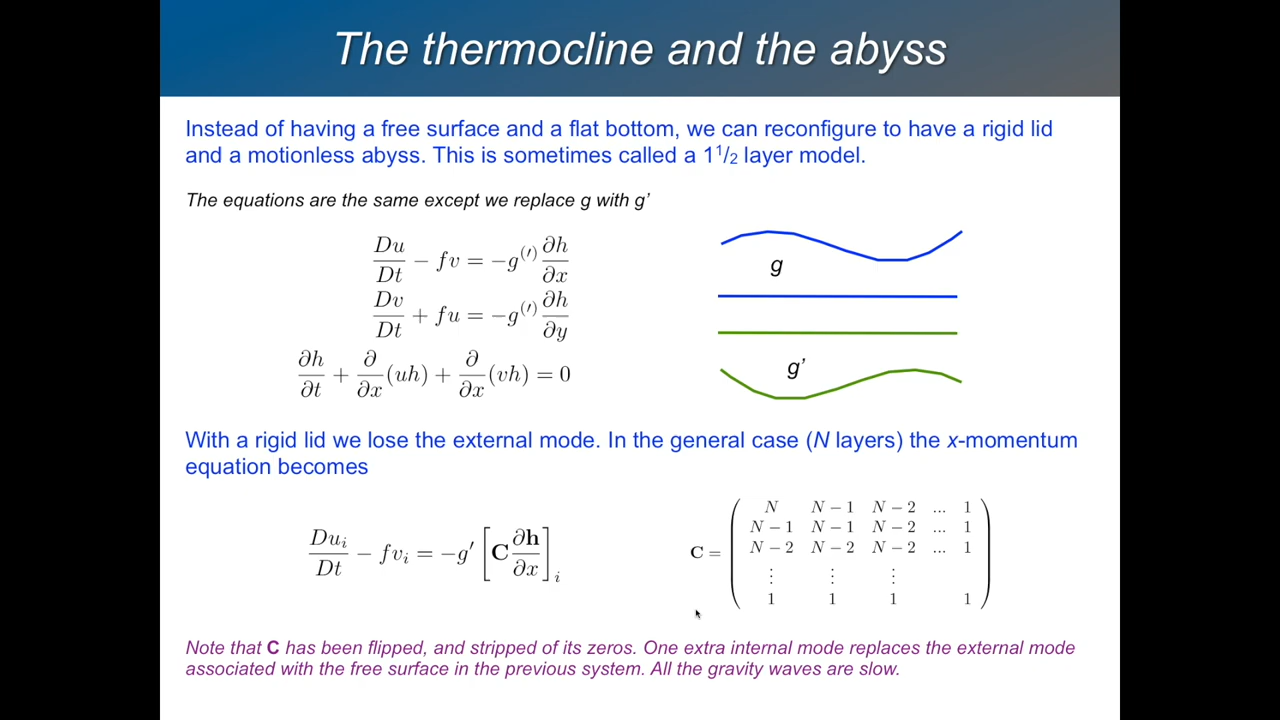 The thermocline and the abyss
Instead of having a free surface and a flat bottom, we can reconfigure to have a rigid lid
and a motionless abyss. This is sometimes called a 1¹/₂ layer model.
The equations are the same except we replace g with g’
Du/Dt − fv = −g⁽′⁾ ∂h/∂x
Dv/Dt + fu = −g⁽′⁾ ∂h/∂y
∂h/∂t + ∂/∂x (uh) + ∂/∂x (vh) = 0
g
g’
With a rigid lid we lose the external mode. In the general case (N layers) the x-momentum
equation becomes
Duᵢ/Dt − fvᵢ = −g′ [C ∂h/∂x]ᵢ
C =
N N − 1 N − 2 ... 1
N − 1 N − 1 N − 2 ... 1
N − 2 N − 2 N − 2 ... 1
⋮ ⋮ ⋮
1 1 1 1
Note that C has been flipped, and stripped of its zeros. One extra internal mode replaces the external mode
associated with the free surface in the previous system. All the gravity waves are slow.